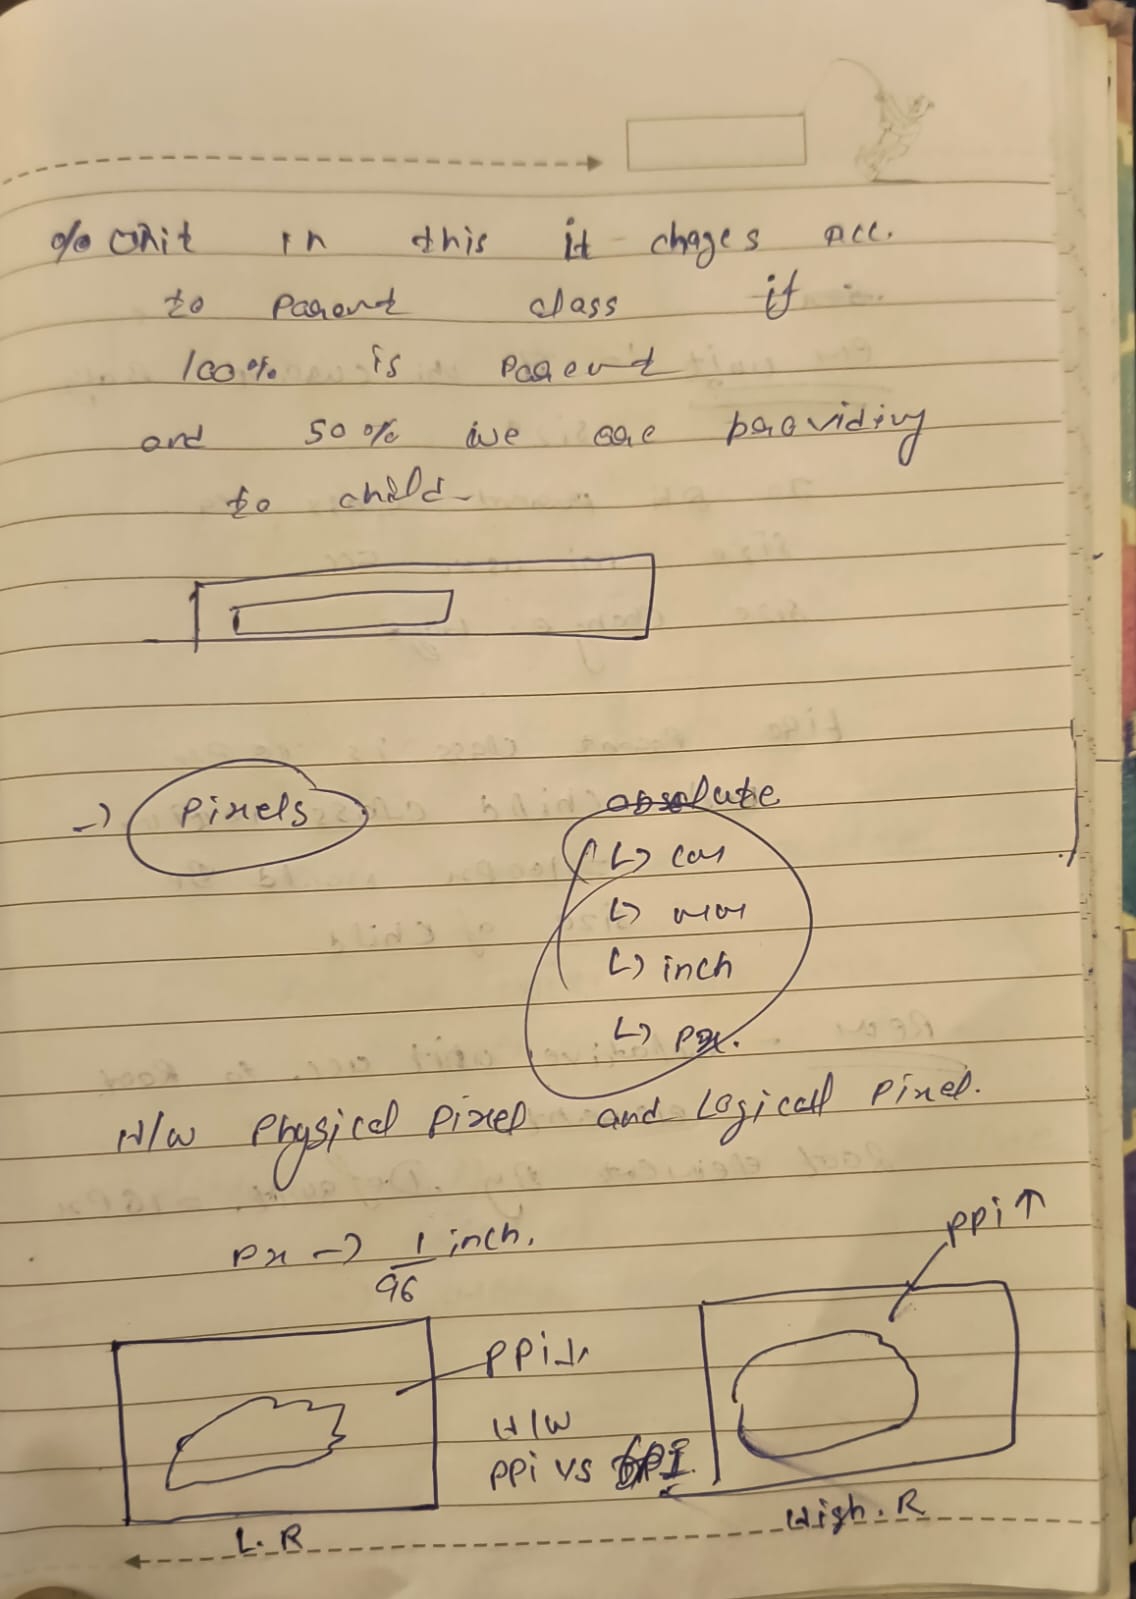 % Unit in this it chages acc.
to Parent class if
100% is Parent
and 50% we are providing
to child-
→ Pixels
absolute
↳ cm
↳ mm
↳ inch
↳ px.
H/W Physical Pixel and Logicall Pixel.
px → 1/96 inch.
ppi↑
PPi↓
H/W
PPi vs DPI.
L.R
High.R